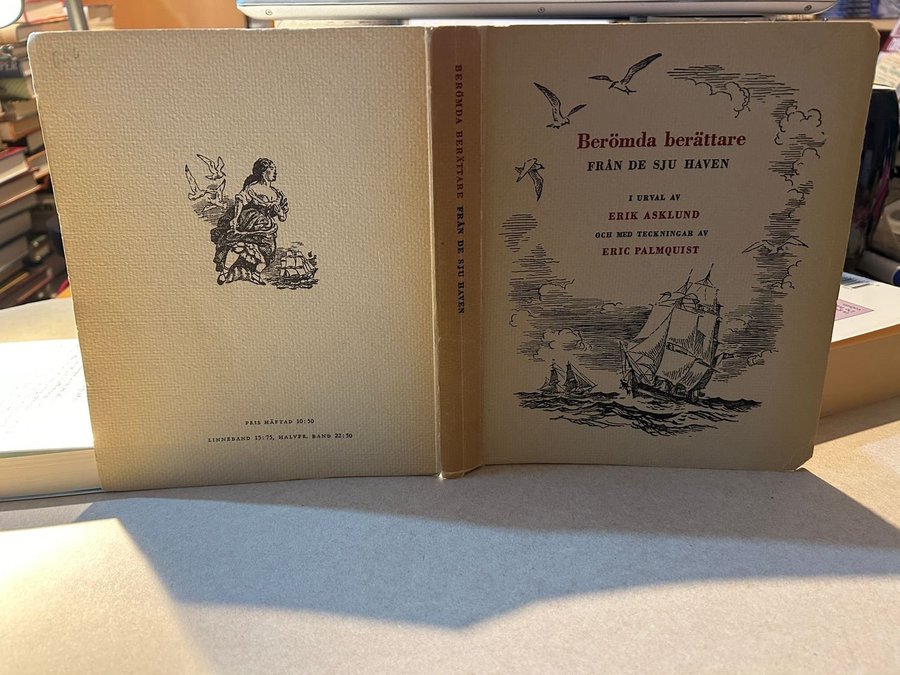 PRIS HÄFTAD 10:50
LINNEBAND 15:75, HALVFR. BAND 22:50
BERÖMDA BERÄTTARE FRÅN DE SJU HAVEN
Berömda berättare
FRÅN DE SJU HAVEN
I URVAL AV
ERIK ASKLUND
OCH MED TECKNINGAR AV
ERIC PALMQUIST